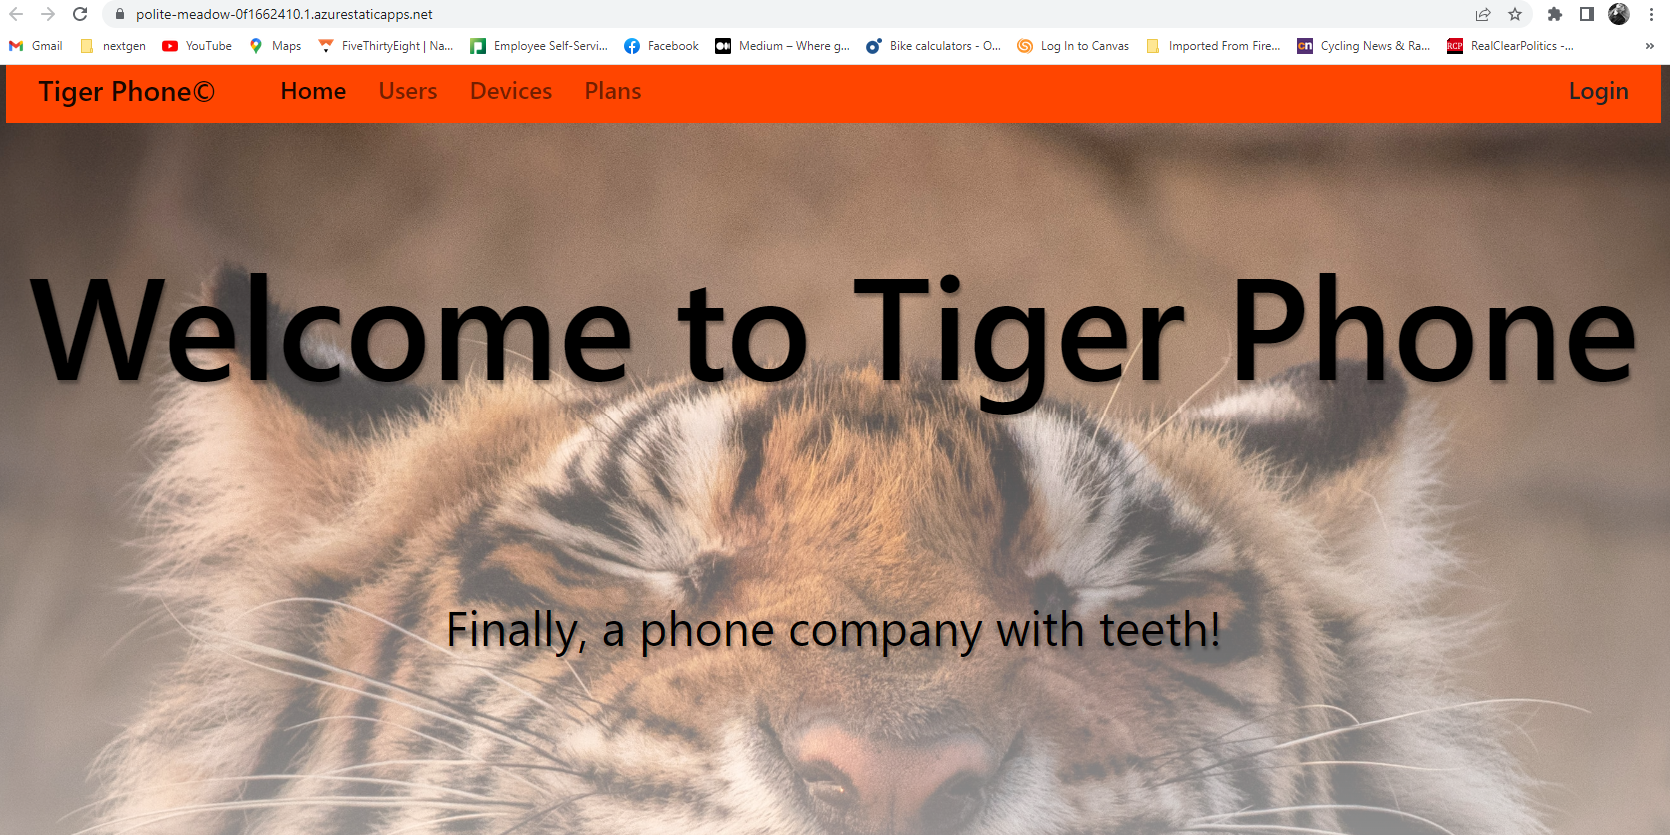 polite-meadow-0f1662410.1.azurestaticapps.net
Gmail nextgen YouTube Maps FiveThirtyEight | Na... Employee Self-Servi... Facebook Medium – Where g... Bike calculators - O... Log In to Canvas Imported From Fire... cn Cycling News & Ra... RCP RealClearPolitics -... »
Tiger Phone© Home Users Devices Plans Login
Welcome to Tiger Phone
Finally, a phone company with teeth!